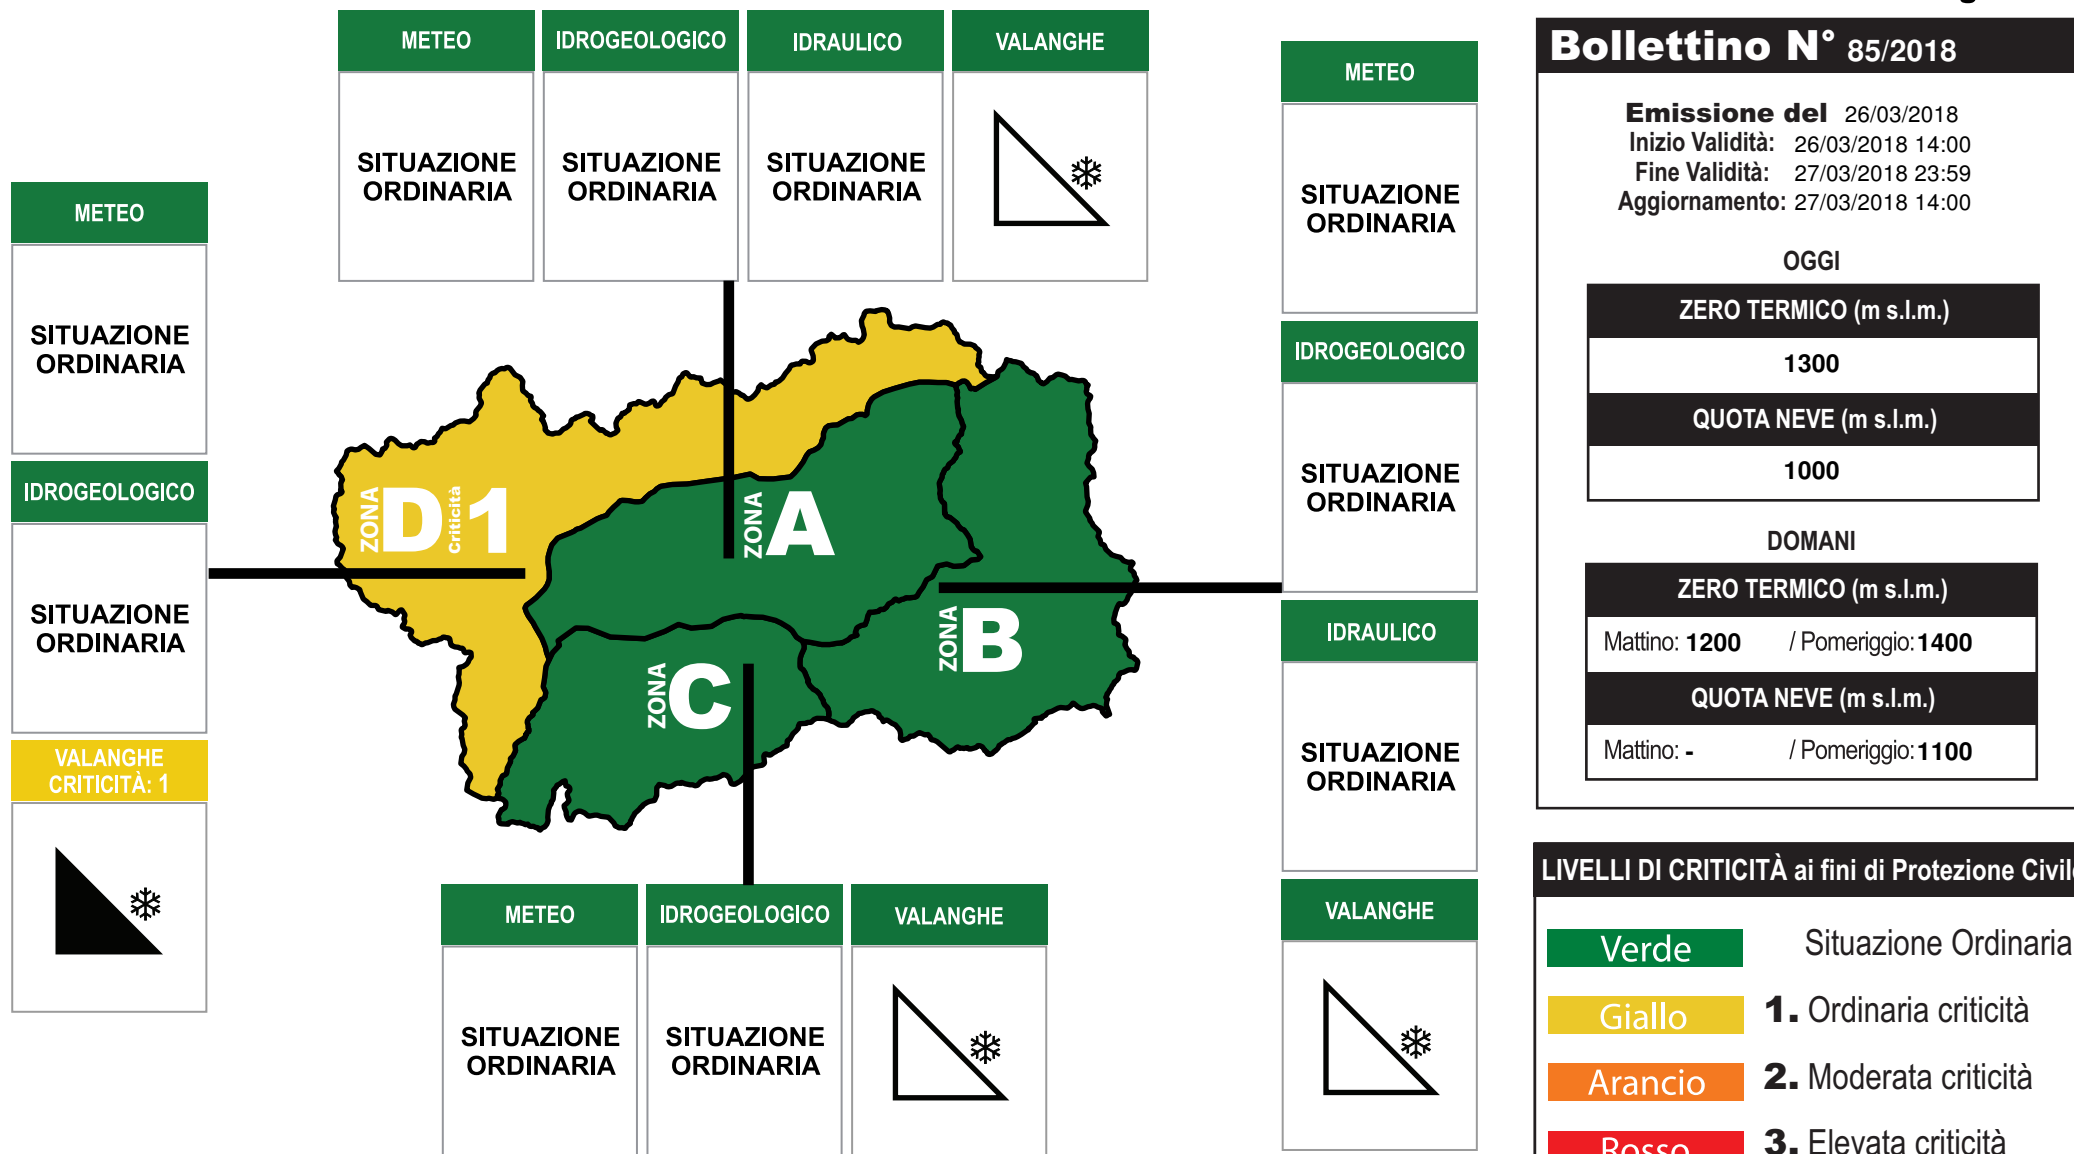 METEO
IDROGEOLOGICO
IDRAULICO
VALANGHE
SITUAZIONE
ORDINARIA
SITUAZIONE
ORDINARIA
SITUAZIONE
ORDINARIA
METEO
SITUAZIONE
ORDINARIA
IDROGEOLOGICO
SITUAZIONE
ORDINARIA
VALANGHE
CRITICITÀ: 1
ZONA D Criticità 1
ZONA A
ZONA B
ZONA C
METEO
SITUAZIONE
ORDINARIA
IDROGEOLOGICO
SITUAZIONE
ORDINARIA
IDRAULICO
SITUAZIONE
ORDINARIA
VALANGHE
METEO
IDROGEOLOGICO
VALANGHE
SITUAZIONE
ORDINARIA
SITUAZIONE
ORDINARIA
Bollettino N° 85/2018
Emissione del 26/03/2018
Inizio Validità: 26/03/2018 14:00
Fine Validità: 27/03/2018 23:59
Aggiornamento: 27/03/2018 14:00
OGGI
ZERO TERMICO (m s.l.m.)
1300
QUOTA NEVE (m s.l.m.)
1000
DOMANI
ZERO TERMICO (m s.l.m.)
Mattino: 1200 / Pomeriggio: 1400
QUOTA NEVE (m s.l.m.)
Mattino: - / Pomeriggio: 1100
LIVELLI DI CRITICITÀ ai fini di Protezione Civile
Verde Situazione Ordinaria
Giallo 1. Ordinaria criticità
Arancio 2. Moderata criticità
Rosso 3. Elevata criticità